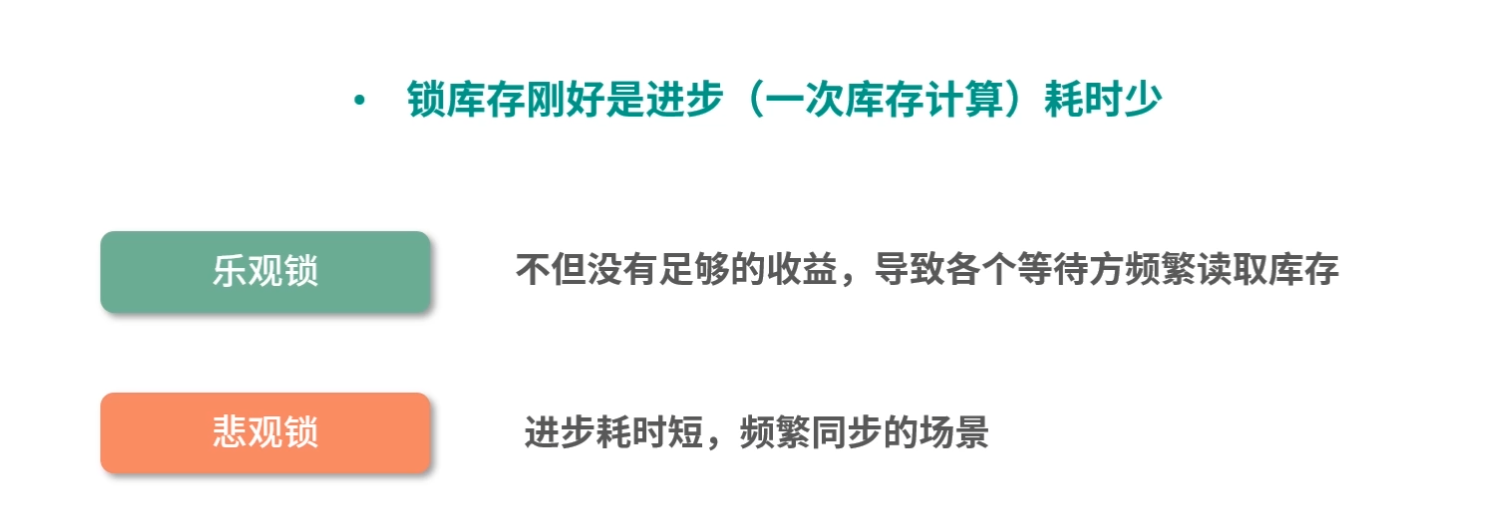 • 锁库存刚好是进步（一次库存计算）耗时少
乐观锁
不但没有足够的收益，导致各个等待方频繁读取库存
悲观锁
进步耗时短，频繁同步的场景